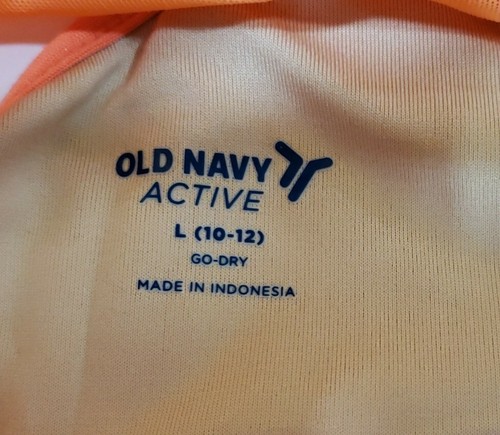 OLD NAVY
ACTIVE
L (10-12)
GO-DRY
MADE IN INDONESIA